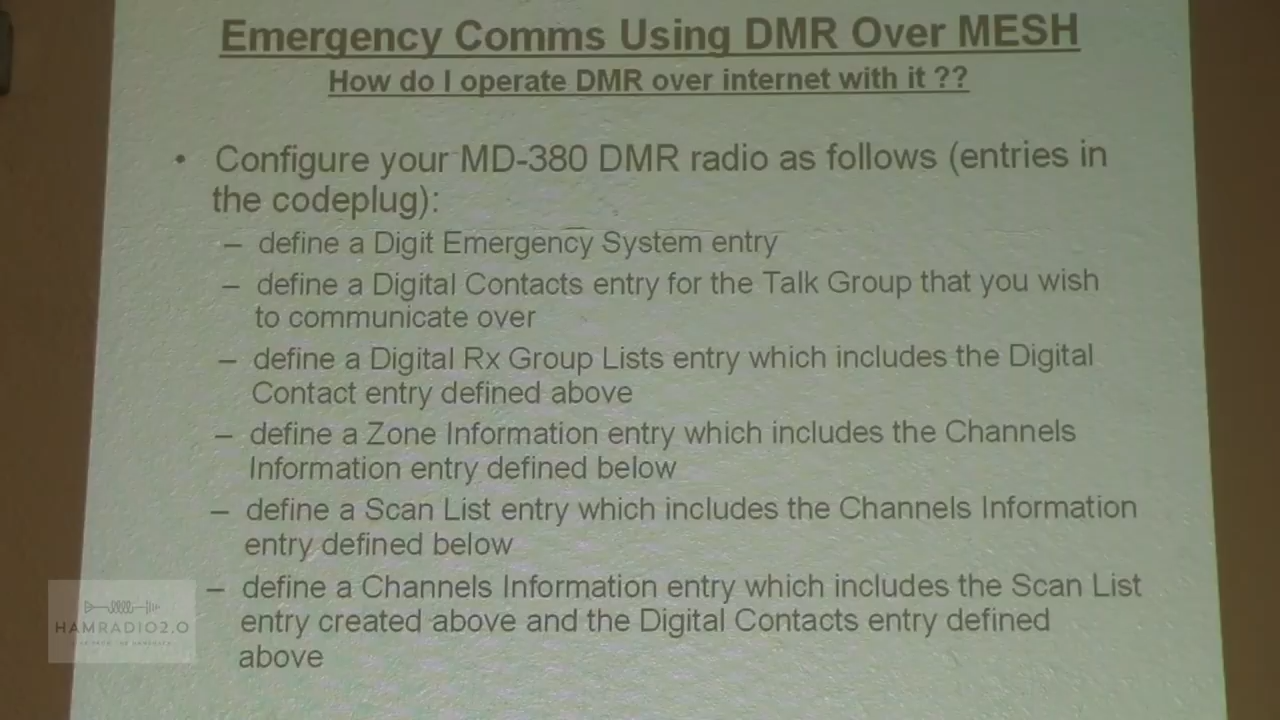 Emergency Comms Using DMR Over MESH
How do I operate DMR over internet with it ??
• Configure your MD-380 DMR radio as follows (entries in
the codeplug):
– define a Digit Emergency System entry
– define a Digital Contacts entry for the Talk Group that you wish
to communicate over
– define a Digital Rx Group Lists entry which includes the Digital
Contact entry defined above
– define a Zone Information entry which includes the Channels
Information entry defined below
– define a Scan List entry which includes the Channels Information
entry defined below
– define a Channels Information entry which includes the Scan List
entry created above and the Digital Contacts entry defined
above
HAMRADIO2.0